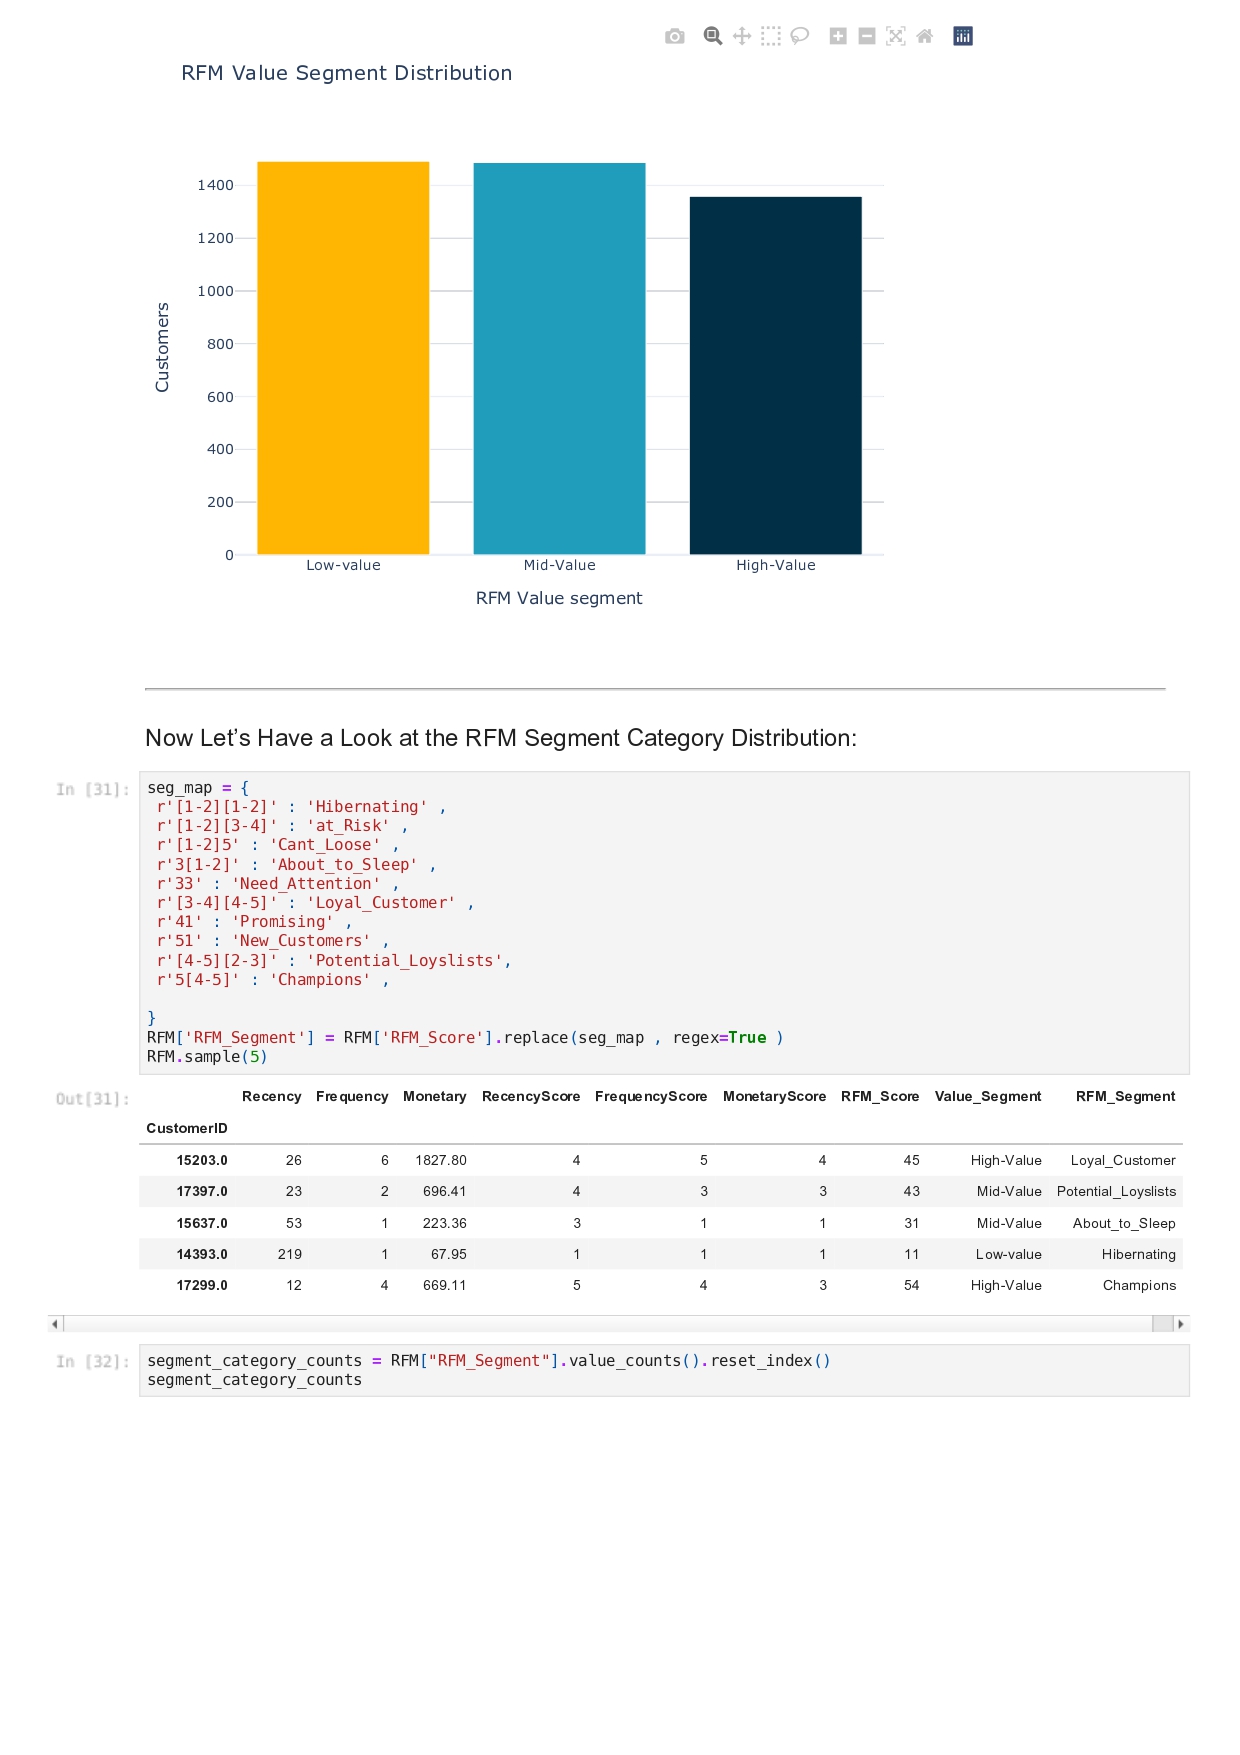 RFM Value Segment Distribution
1400
1200
1000
800
600
400
200
0
Customers
Low-value Mid-Value High-Value
RFM Value segment
Now Let’s Have a Look at the RFM Segment Category Distribution:
In [31]:
seg_map = {
r'[1-2][1-2]' : 'Hibernating' ,
r'[1-2][3-4]' : 'at_Risk' ,
r'[1-2]5' : 'Cant_Loose' ,
r'3[1-2]' : 'About_to_Sleep' ,
r'33' : 'Need_Attention' ,
r'[3-4][4-5]' : 'Loyal_Customer' ,
r'41' : 'Promising' ,
r'51' : 'New_Customers' ,
r'[4-5][2-3]' : 'Potential_Loyslists',
r'5[4-5]' : 'Champions' ,
}
RFM['RFM_Segment'] = RFM['RFM_Score'].replace(seg_map , regex=True )
RFM.sample(5)
Out[31]:
Recency Frequency Monetary RecencyScore FrequencyScore MonetaryScore RFM_Score Value_Segment RFM_Segment
CustomerID
15203.0 26 6 1827.80 4 5 4 45 High-Value Loyal_Customer
17397.0 23 2 696.41 4 3 3 43 Mid-Value Potential_Loyslists
15637.0 53 1 223.36 3 1 1 31 Mid-Value About_to_Sleep
14393.0 219 1 67.95 1 1 1 11 Low-value Hibernating
17299.0 12 4 669.11 5 4 3 54 High-Value Champions
In [32]:
segment_category_counts = RFM["RFM_Segment"].value_counts().reset_index()
segment_category_counts